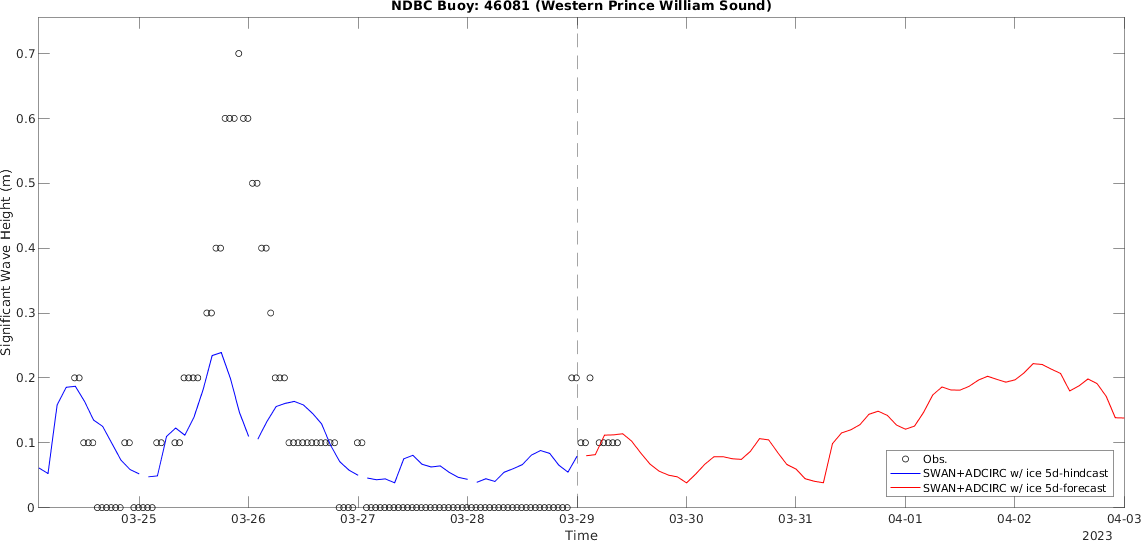 NDBC Buoy: 46081 (Western Prince William Sound)
Significant Wave Height (m)
0.7
0.6
0.5
0.4
0.3
0.2
0.1
0
Obs.
SWAN+ADCIRC w/ ice 5d-hindcast
SWAN+ADCIRC w/ ice 5d-forecast
03-25 03-26 03-27 03-28 03-29 03-30 03-31 04-01 04-02 04-03
Time
2023